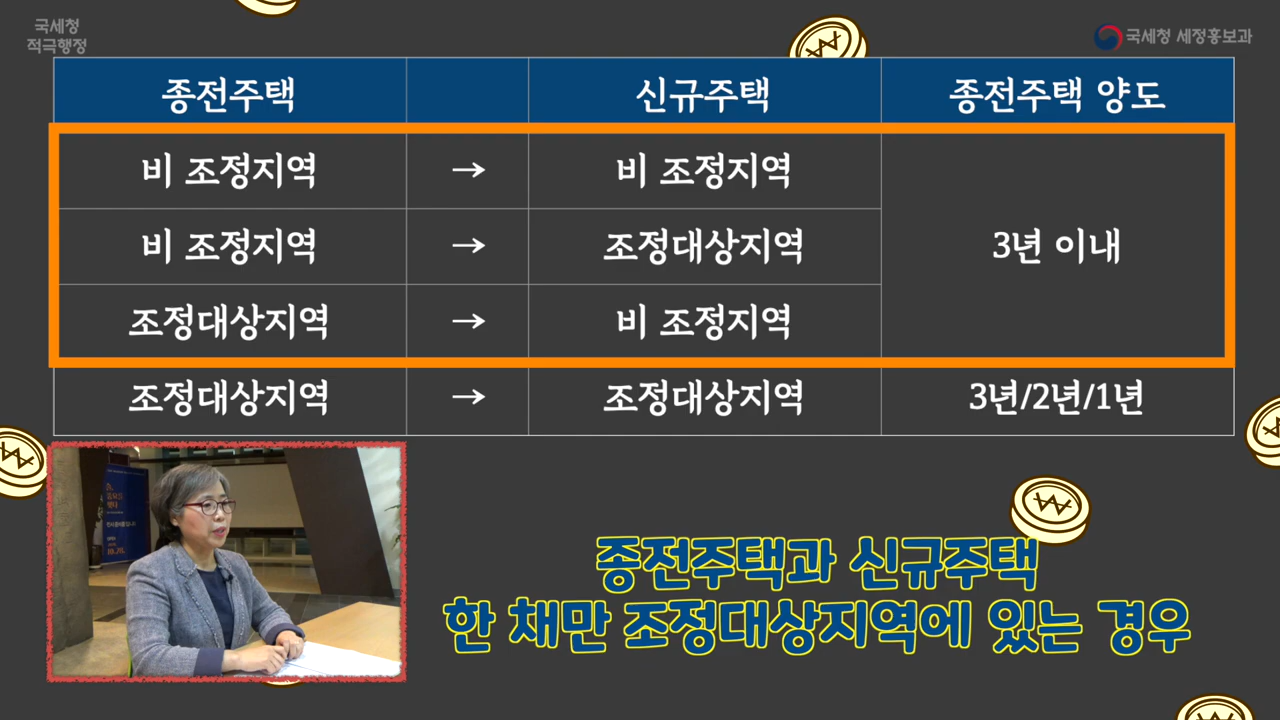 국세청
적극행정
국세청 세정홍보과
종전주택 신규주택 종전주택 양도
비 조정지역 → 비 조정지역
비 조정지역 → 조정대상지역 3년 이내
조정대상지역 → 비 조정지역
조정대상지역 → 조정대상지역 3년/2년/1년
종전주택과 신규주택
한 채만 조정대상지역에 있는 경우